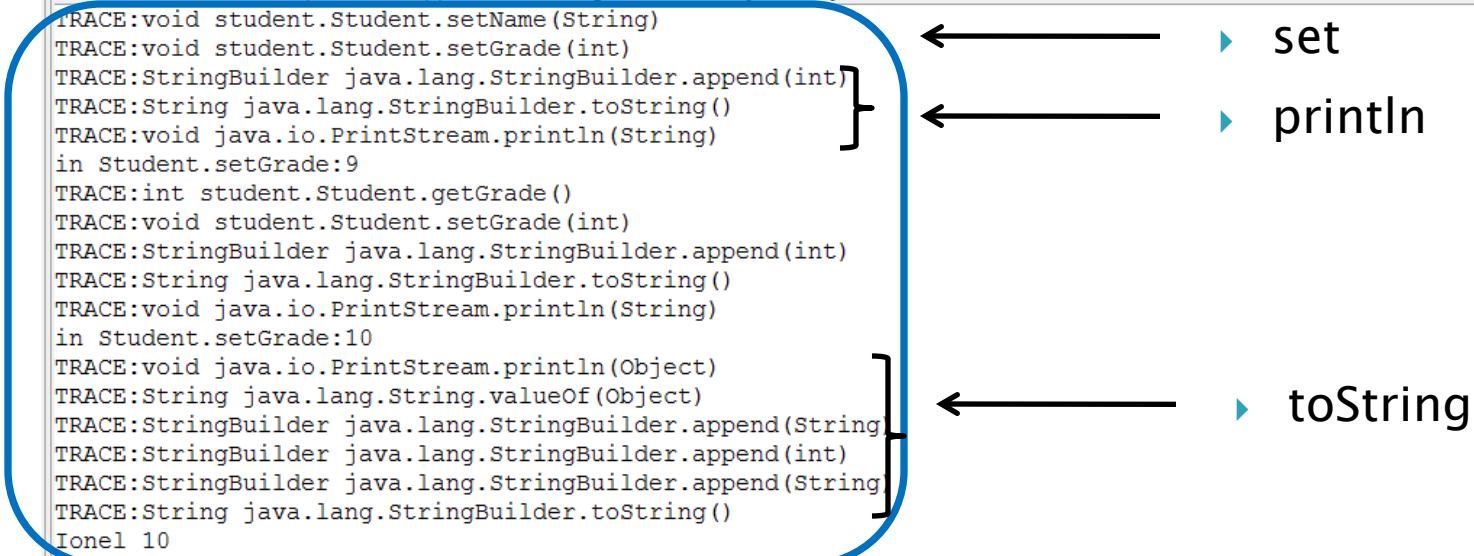 TRACE:void student.Student.setName(String)
TRACE:void student.Student.setGrade(int)
TRACE:StringBuilder java.lang.StringBuilder.append(int)
TRACE:String java.lang.StringBuilder.toString()
TRACE:void java.io.PrintStream.println(String)
in Student.setGrade:9
TRACE:int student.Student.getGrade()
TRACE:void student.Student.setGrade(int)
TRACE:StringBuilder java.lang.StringBuilder.append(int)
TRACE:String java.lang.StringBuilder.toString()
TRACE:void java.io.PrintStream.println(String)
in Student.setGrade:10
TRACE:void java.io.PrintStream.println(Object)
TRACE:String java.lang.String.valueOf(Object)
TRACE:StringBuilder java.lang.StringBuilder.append(String)
TRACE:StringBuilder java.lang.StringBuilder.append(int)
TRACE:StringBuilder java.lang.StringBuilder.append(String)
TRACE:String java.lang.StringBuilder.toString()
Ionel 10
set
println
toString